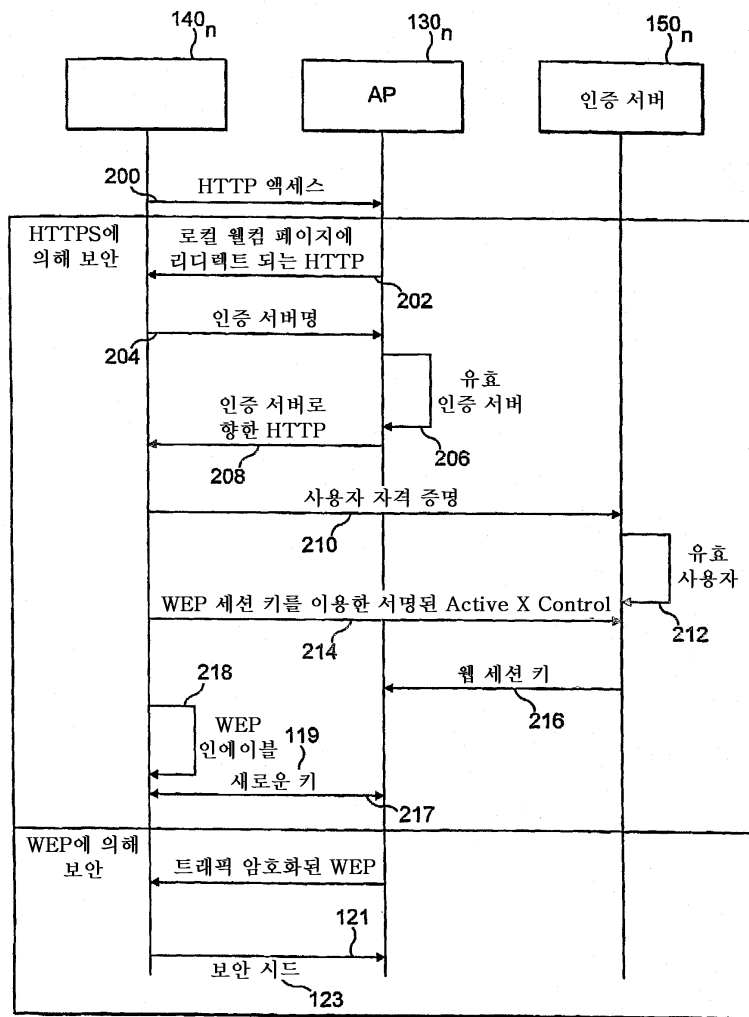 140n
130n
150n
AP
인증 서버
200
HTTP 액세스
HTTPS에
의해 보안
로컬 웰컴 페이지에
리디렉트 되는 HTTP
202
인증 서버명
204
유효
인증 서버
206
인증 서버로
향한 HTTP
208
사용자 자격 증명
210
유효
사용자
212
WEP 세션 키를 이용한 서명된 Active X Control
214
웹 세션 키
216
218
WEP
인에이블
119
새로운 키
217
WEP에 의해
보안
트래픽 암호화된 WEP
121
보안 시드
123